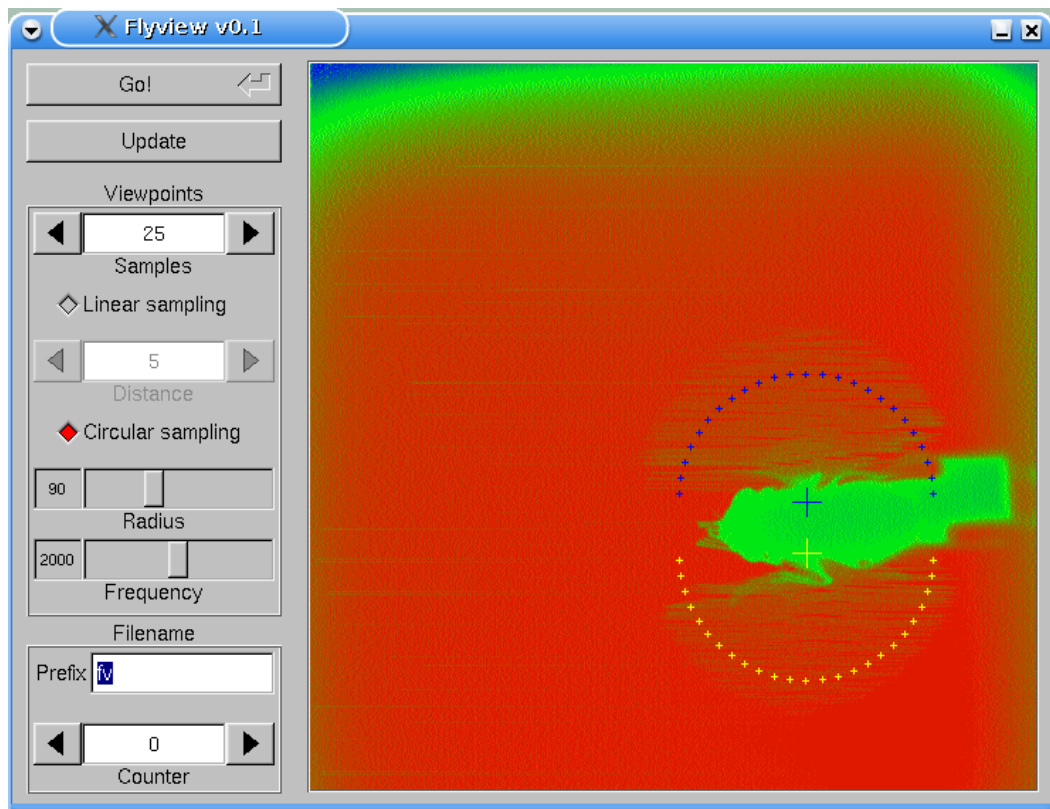 Flyview v0.1
Go!
Update
Viewpoints
25
Samples
Linear sampling
5
Distance
Circular sampling
90
Radius
2000
Frequency
Filename
Prefix fv
0
Counter